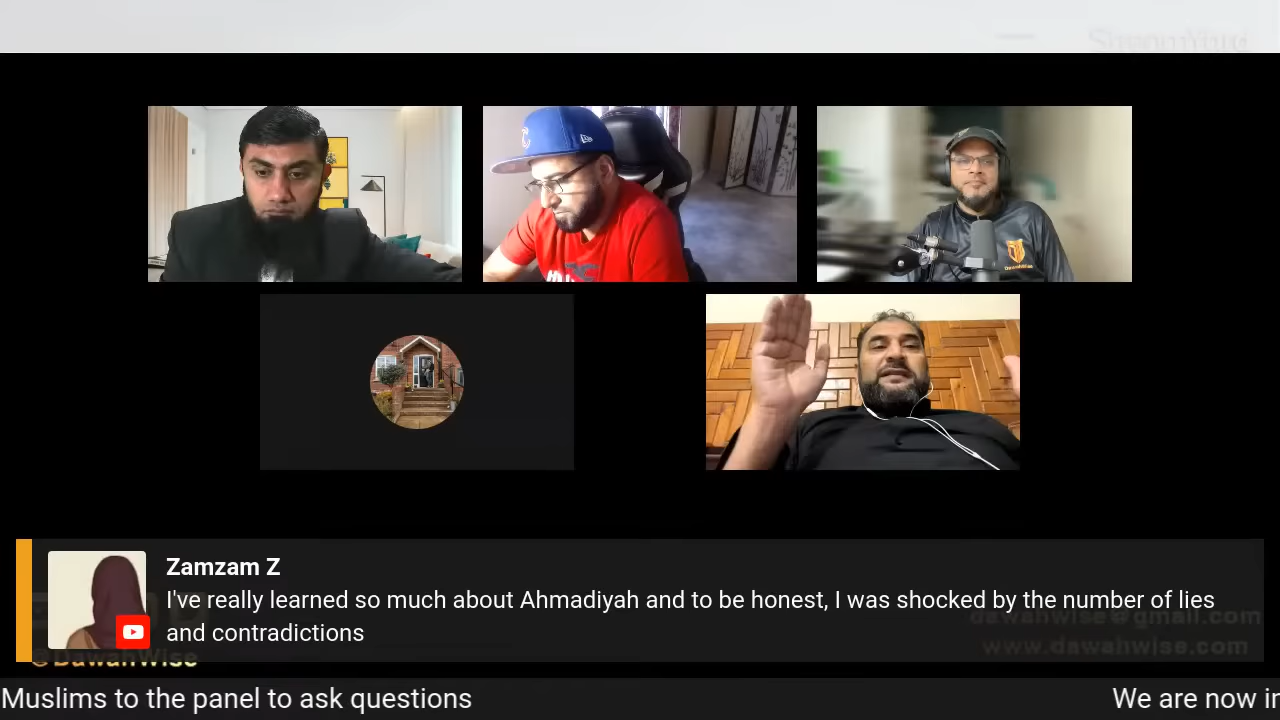 Zamzam Z
I've really learned so much about Ahmadiyah and to be honest, I was shocked by the number of lies
and contradictions
dawahwise@gmail.com
www.dawahwise.com
@DawahWise
Muslims to the panel to ask questions
We are now in